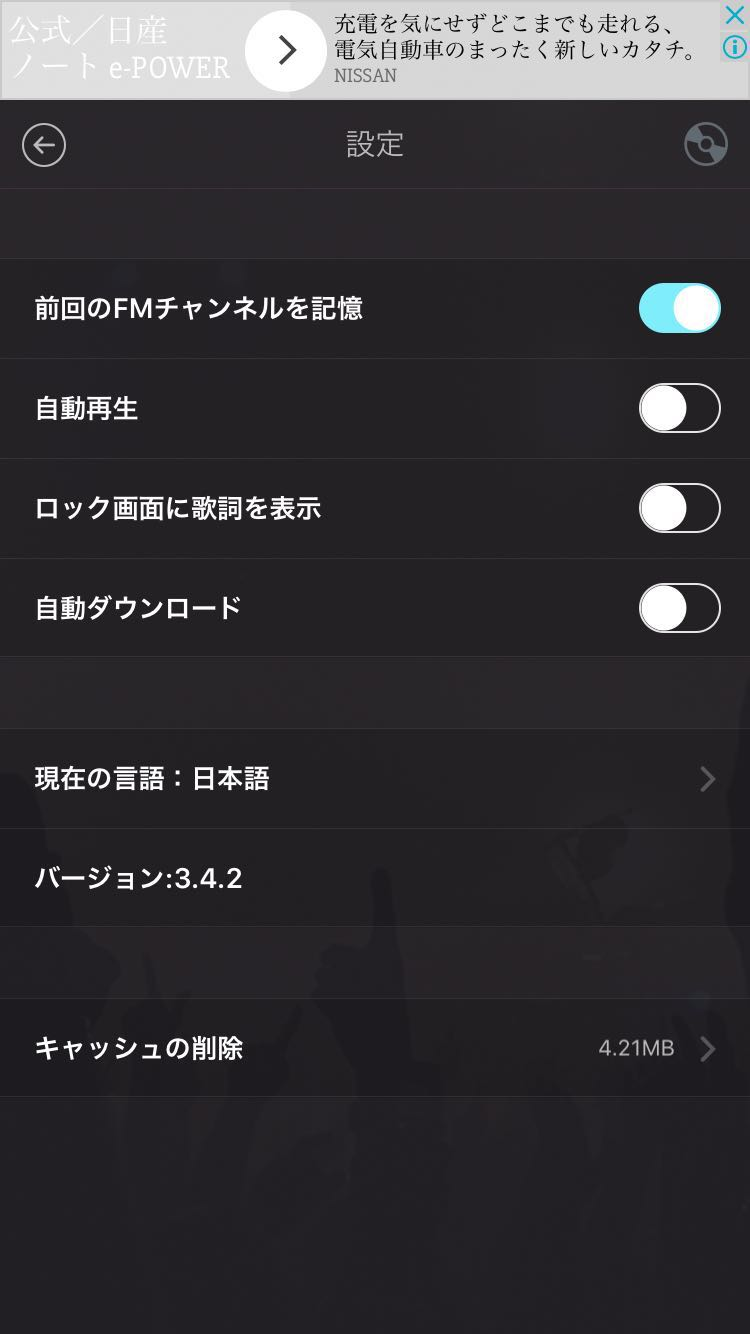 公式／日産
ノート e-POWER
充電を気にせずどこまでも走れる、
電気自動車のまったく新しいカタチ。
NISSAN
設定
前回のFMチャンネルを記憶
自動再生
ロック画面に歌詞を表示
自動ダウンロード
現在の言語：日本語
バージョン:3.4.2
キャッシュの削除 4.21MB